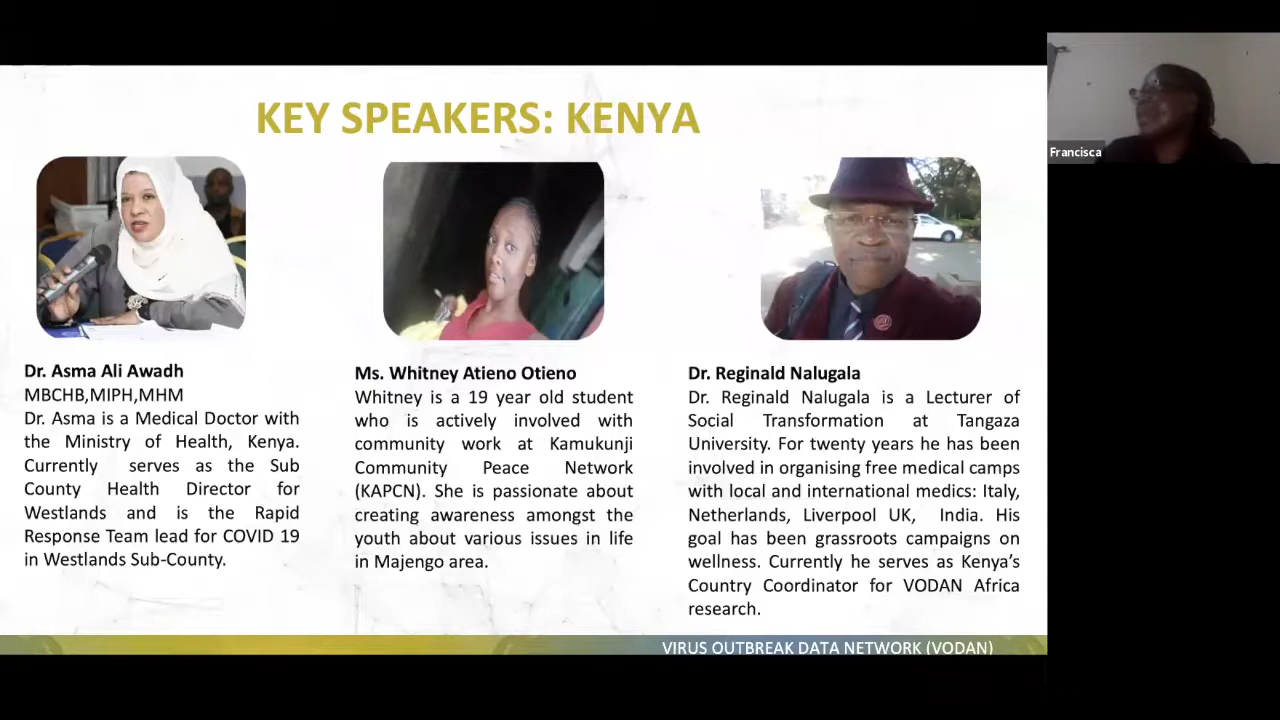 KEY SPEAKERS: KENYA
Francisca
Dr. Asma Ali Awadh
MBCHB,MIPH,MHM
Dr. Asma is a Medical Doctor with
the Ministry of Health, Kenya.
Currently serves as the Sub
County Health Director for
Westlands and is the Rapid
Response Team lead for COVID 19
in Westlands Sub-County.
Ms. Whitney Atieno Otieno
Whitney is a 19 year old student
who is actively involved with
community work at Kamukunji
Community Peace Network
(KAPCN). She is passionate about
creating awareness amongst the
youth about various issues in life
in Majengo area.
Dr. Reginald Nalugala
Dr. Reginald Nalugala is a Lecturer of
Social Transformation at Tangaza
University. For twenty years he has been
involved in organising free medical camps
with local and international medics: Italy,
Netherlands, Liverpool UK, India. His
goal has been grassroots campaigns on
wellness. Currently he serves as Kenya’s
Country Coordinator for VODAN Africa
research.
VIRUS OUTBREAK DATA NETWORK (VODAN)